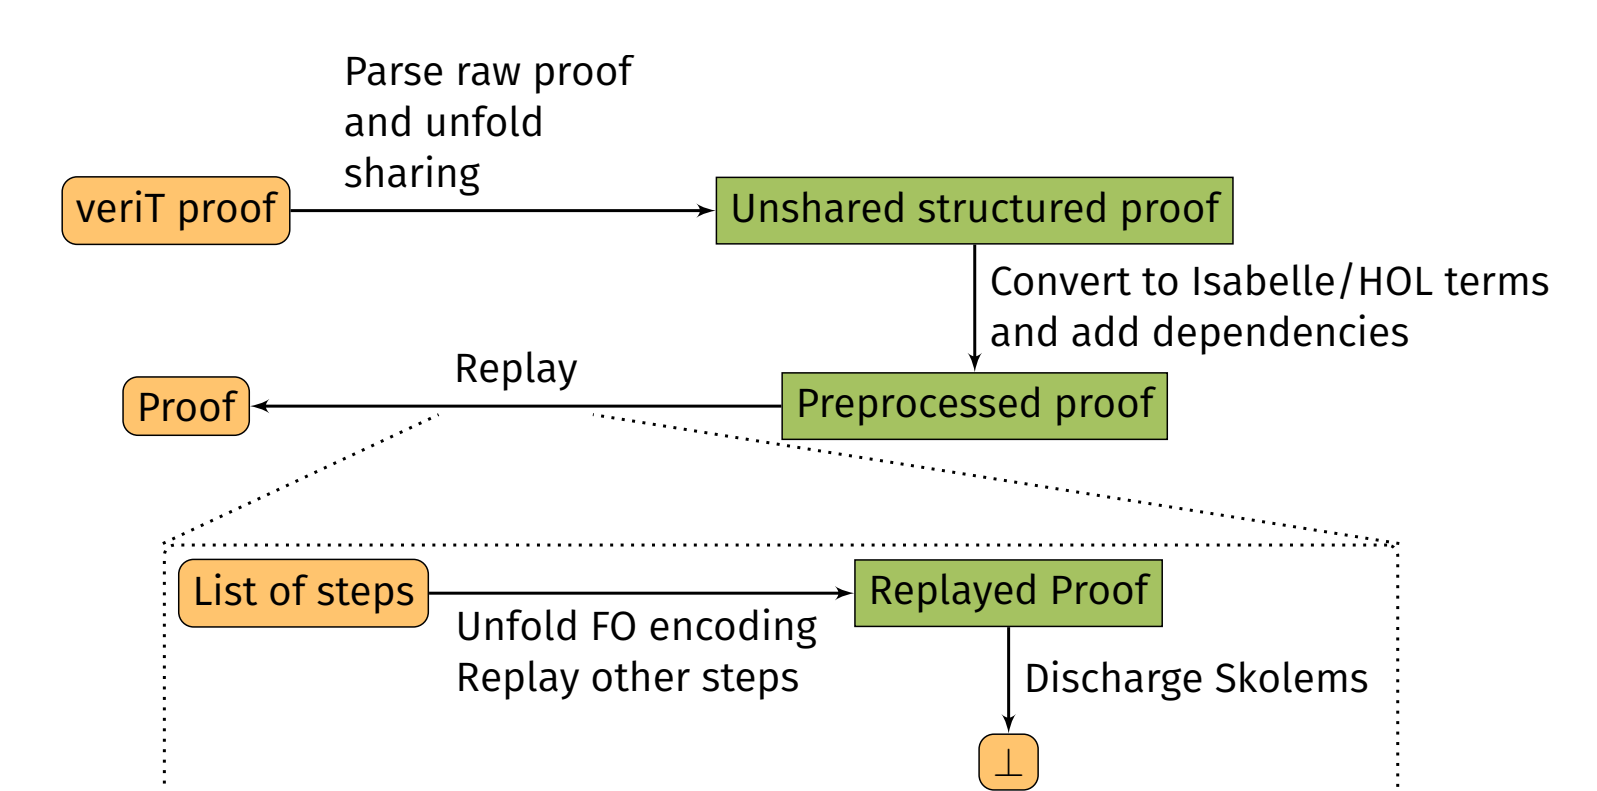 Parse raw proof
and unfold
sharing
veriT proof
Unshared structured proof
Convert to Isabelle/HOL terms
and add dependencies
Replay
Proof
Preprocessed proof
List of steps
Replayed Proof
Unfold FO encoding
Replay other steps
Discharge Skolems
⊥